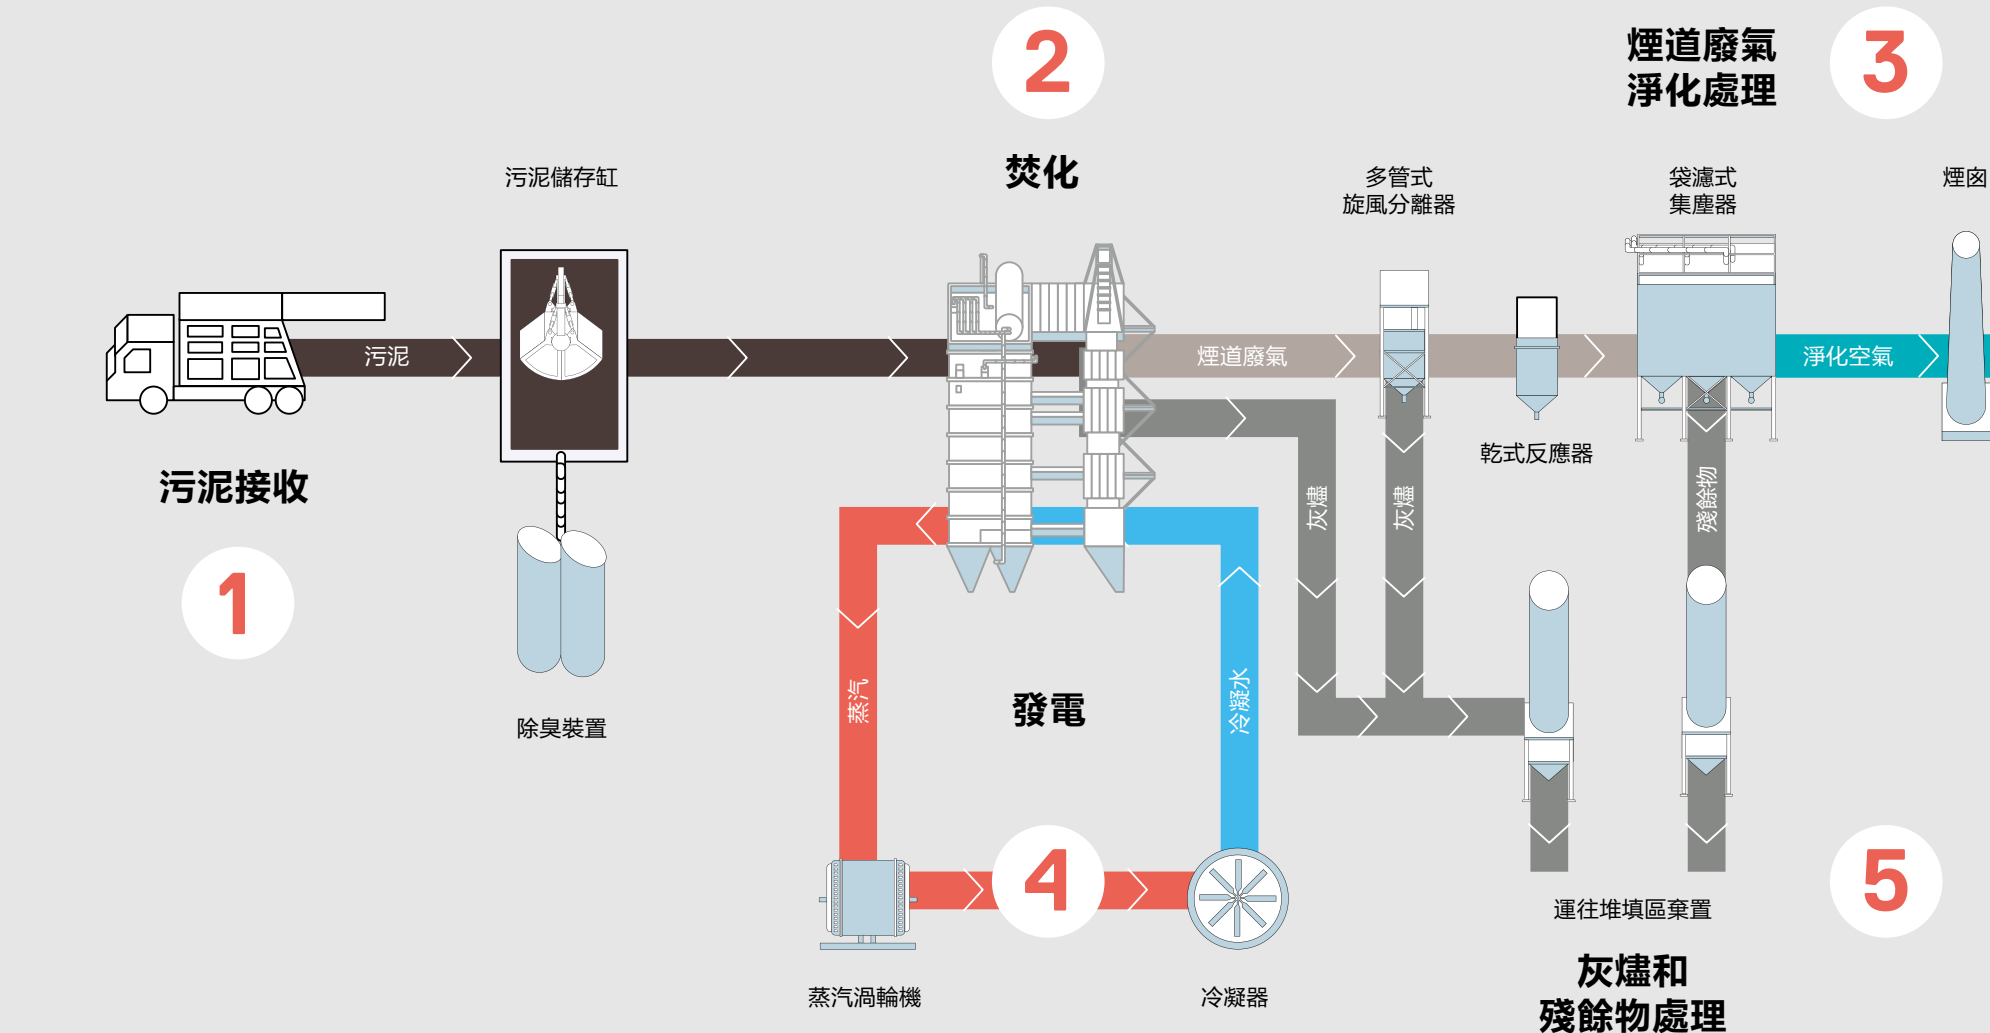 2
煙道廢氣
淨化處理
3
焚化
污泥儲存缸
多管式
旋風分離器
袋濾式
集塵器
煙囪
污泥
煙道廢氣
淨化空氣
乾式反應器
污泥接收
灰燼
灰燼
殘餘物
1
蒸汽
發電
冷凝水
除臭裝置
4
5
運往堆填區棄置
蒸汽渦輪機
冷凝器
灰燼和
殘餘物處理